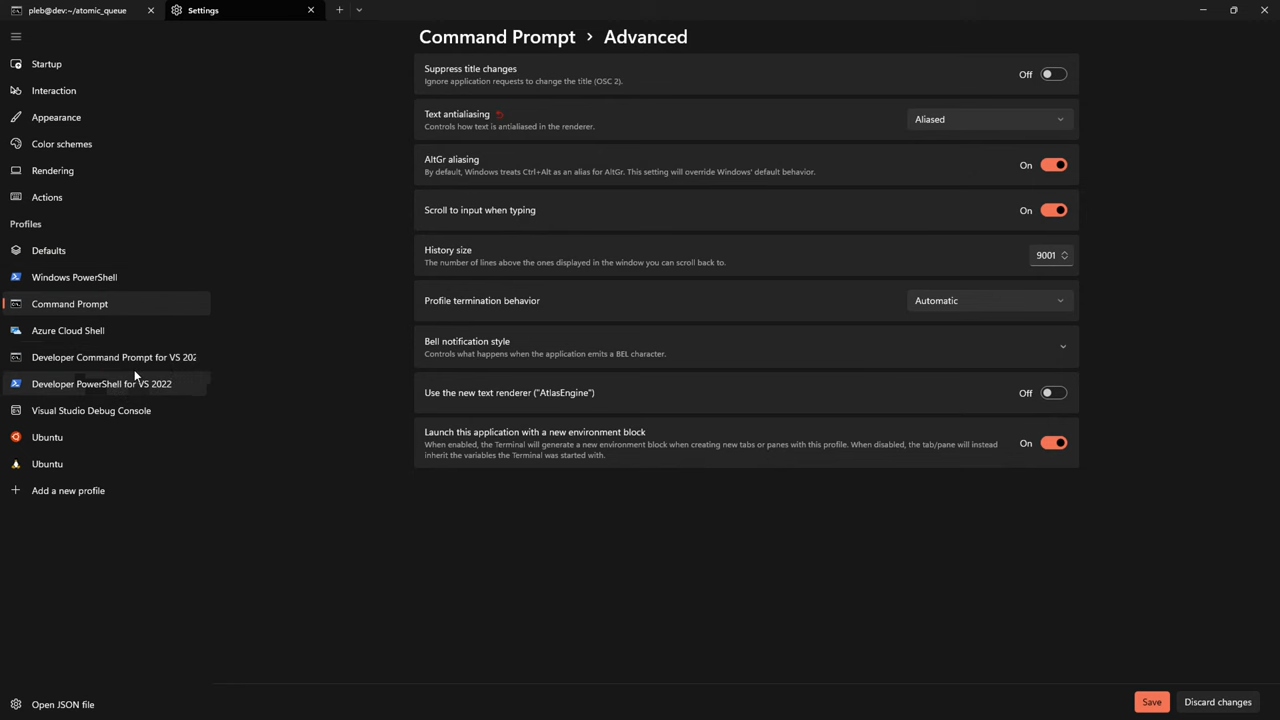 pleb@dev:~/atomic_queue
Settings
Startup
Interaction
Appearance
Color schemes
Rendering
Actions
Profiles
Defaults
Windows PowerShell
Command Prompt
Azure Cloud Shell
Developer Command Prompt for VS 202
Developer PowerShell for VS 2022
Visual Studio Debug Console
Ubuntu
Ubuntu
Add a new profile
Open JSON file
Command Prompt > Advanced
Suppress title changes
Ignore application requests to change the title (OSC 2).
Off
Text antialiasing
Controls how text is antialiased in the renderer.
Aliased
AltGr aliasing
By default, Windows treats Ctrl+Alt as an alias for AltGr. This setting will override Windows' default behavior.
On
Scroll to input when typing
On
History size
The number of lines above the ones displayed in the window you can scroll back to.
9001
Profile termination behavior
Automatic
Bell notification style
Controls what happens when the application emits a BEL character.
Use the new text renderer ("AtlasEngine")
Off
Launch this application with a new environment block
When enabled, the Terminal will generate a new environment block when creating new tabs or panes with this profile. When disabled, the tab/pane will instead
inherit the variables the Terminal was started with.
On
Save
Discard changes